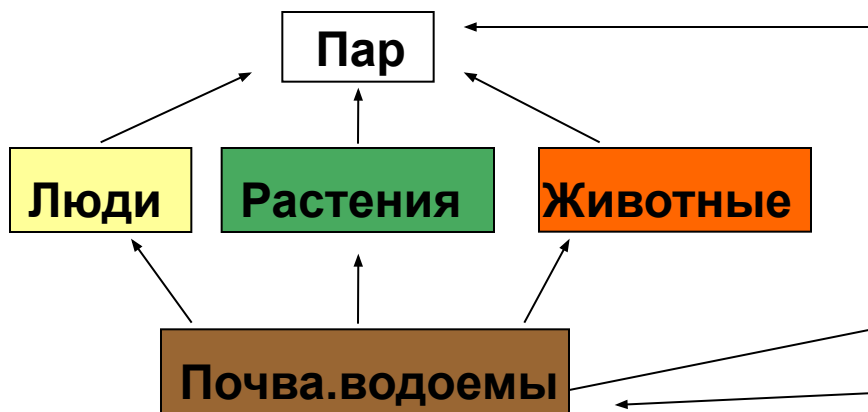 Пар
Люди
Растения
Животные
Почва.водоемы